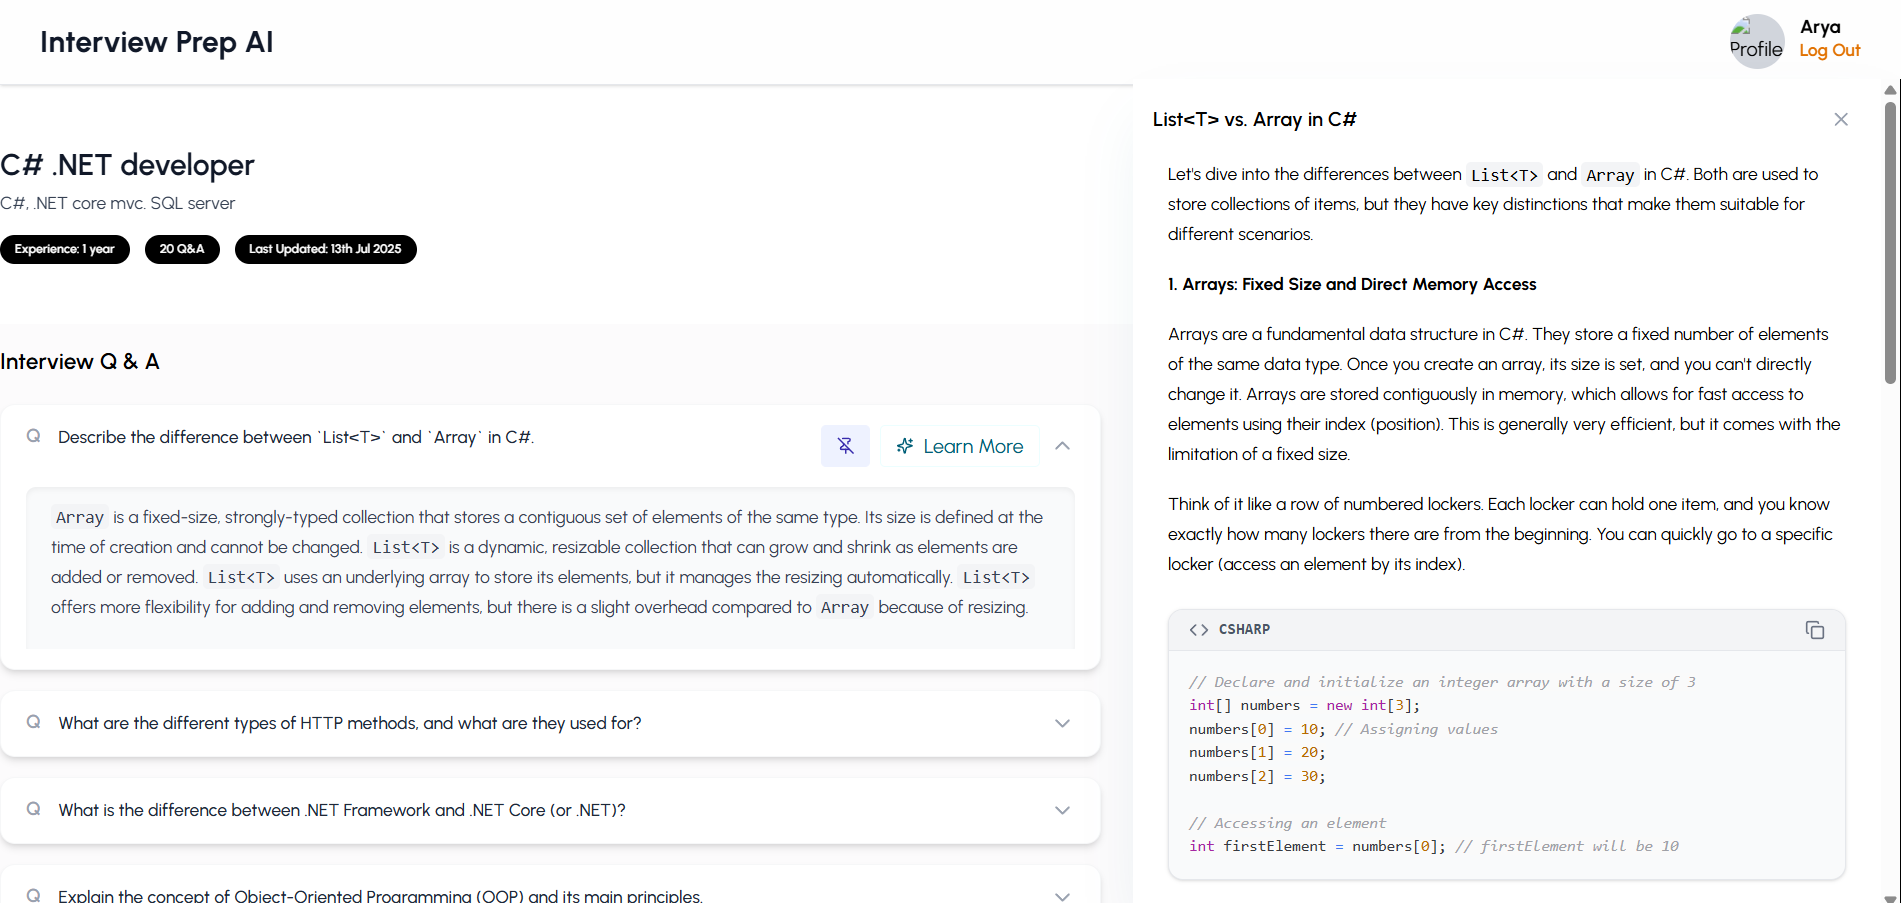 Interview Prep AI
Profile
Arya
Log Out
C# .NET developer
C#, .NET core mvc. SQL server
Experience: 1 year
20 Q&A
Last Updated: 13th Jul 2025
Interview Q & A
Q Describe the difference between `List<T>` and `Array` in C#.
Learn More
Array is a fixed-size, strongly-typed collection that stores a contiguous set of elements of the same type. Its size is defined at the
time of creation and cannot be changed. List<T> is a dynamic, resizable collection that can grow and shrink as elements are
added or removed. List<T> uses an underlying array to store its elements, but it manages the resizing automatically. List<T>
offers more flexibility for adding and removing elements, but there is a slight overhead compared to Array because of resizing.
Q What are the different types of HTTP methods, and what are they used for?
Q What is the difference between .NET Framework and .NET Core (or .NET)?
Q Explain the concept of Object-Oriented Programming (OOP) and its main principles.
List<T> vs. Array in C#
Let's dive into the differences between List<T> and Array in C#. Both are used to
store collections of items, but they have key distinctions that make them suitable for
different scenarios.
1. Arrays: Fixed Size and Direct Memory Access
Arrays are a fundamental data structure in C#. They store a fixed number of elements
of the same data type. Once you create an array, its size is set, and you can't directly
change it. Arrays are stored contiguously in memory, which allows for fast access to
elements using their index (position). This is generally very efficient, but it comes with the
limitation of a fixed size.
Think of it like a row of numbered lockers. Each locker can hold one item, and you know
exactly how many lockers there are from the beginning. You can quickly go to a specific
locker (access an element by its index).
<> CSHARP
// Declare and initialize an integer array with a size of 3
int[] numbers = new int[3];
numbers[0] = 10; // Assigning values
numbers[1] = 20;
numbers[2] = 30;
// Accessing an element
int firstElement = numbers[0]; // firstElement will be 10